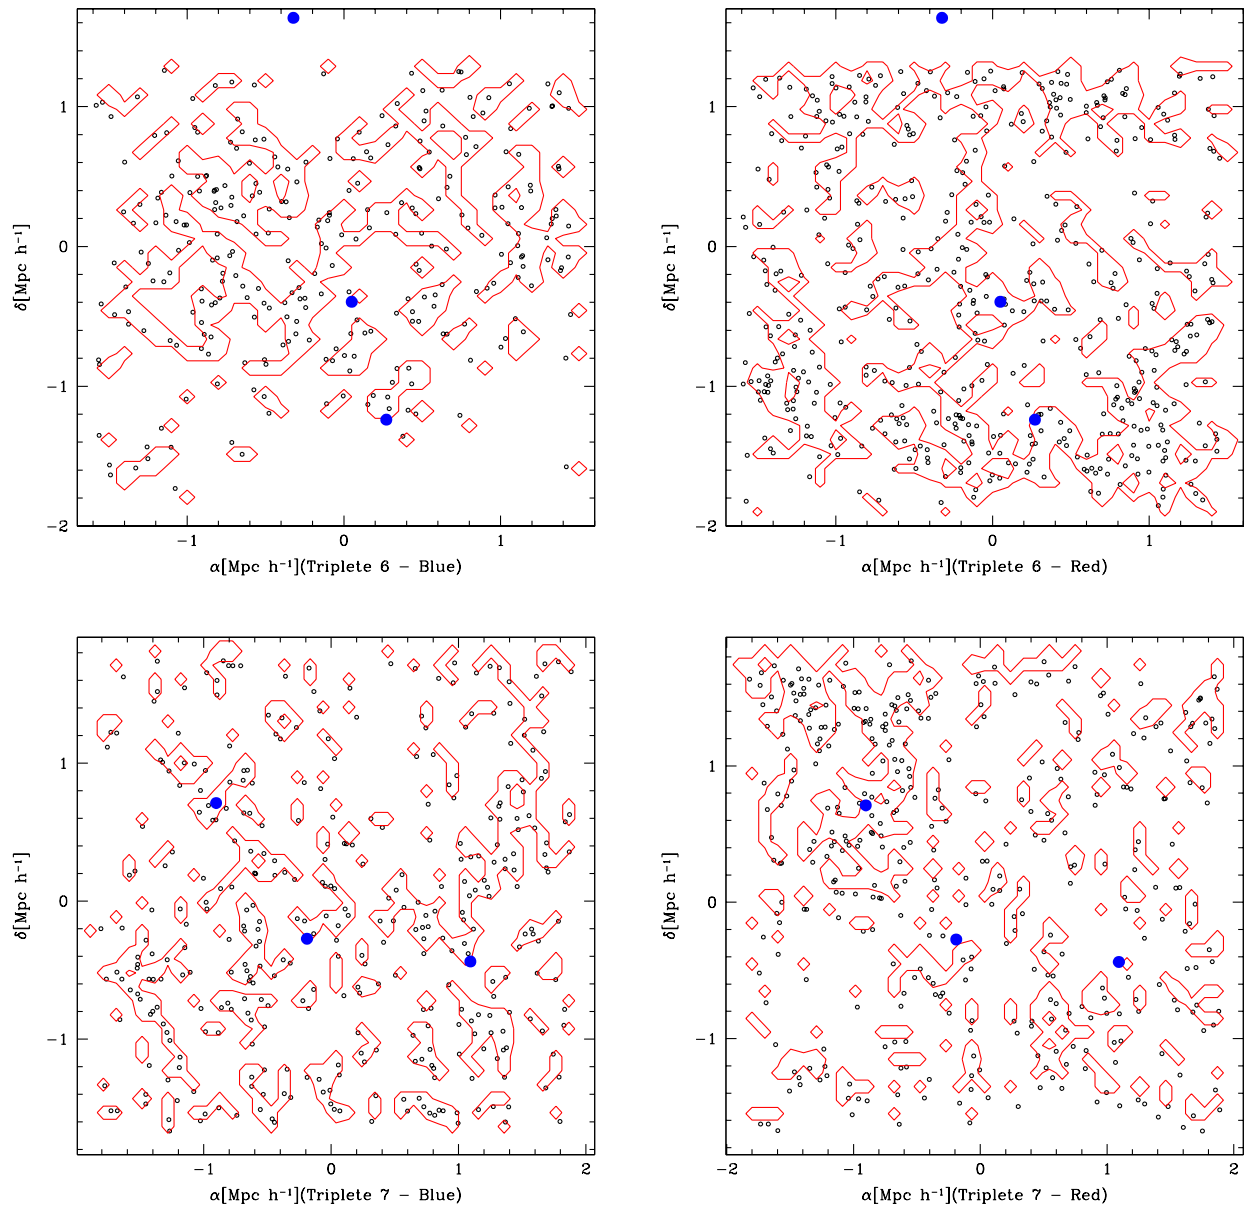 1
0
−1
−2
δ[Mpc h⁻¹]
−1 0 1
α[Mpc h⁻¹](Triplete 6 − Blue)
1
0
−1
−2
δ[Mpc h⁻¹]
−1 0 1
α[Mpc h⁻¹](Triplete 6 − Red)
1
0
−1
δ[Mpc h⁻¹]
−1 0 1 2
α[Mpc h⁻¹](Triplete 7 − Blue)
1
0
−1
δ[Mpc h⁻¹]
−2 −1 0 1 2
α[Mpc h⁻¹](Triplete 7 − Red)